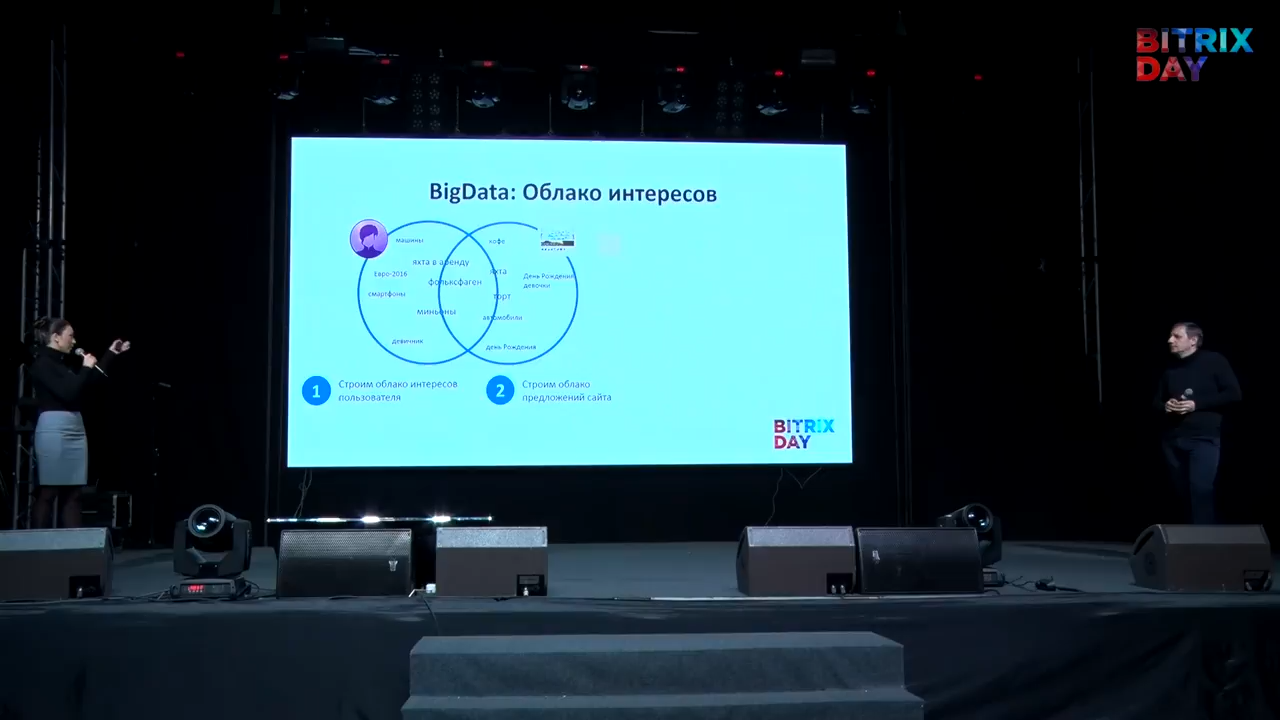 BITRIX
DAY
BigData: Облако интересов
машины
яхта в аренду
Евро-2016
фольксфаген
смартфоны
миньоны
девичник
кофе
яхта
День Рождения
девочки
торт
автомобили
день Рождения
1
Строим облако интересов
пользователя
2
Строим облако
предложений сайта
BITRIX
DAY